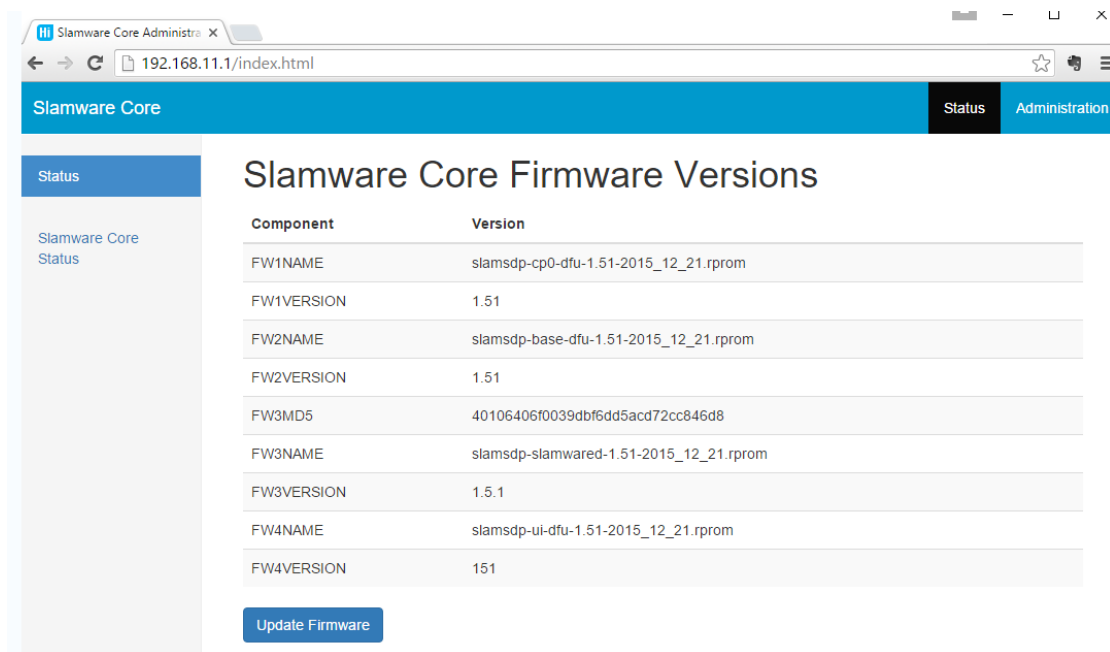 Hi Slamware Core Administra
192.168.11.1/index.html
Slamware Core Status Administration
Status
Slamware Core
Status
Slamware Core Firmware Versions
Component Version
FW1NAME slamsdp-cp0-dfu-1.51-2015_12_21.rprom
FW1VERSION 1.51
FW2NAME slamsdp-base-dfu-1.51-2015_12_21.rprom
FW2VERSION 1.51
FW3MD5 40106406f0039dbf6dd5acd72cc846d8
FW3NAME slamsdp-slamwared-1.51-2015_12_21.rprom
FW3VERSION 1.5.1
FW4NAME slamsdp-ui-dfu-1.51-2015_12_21.rprom
FW4VERSION 151
Update Firmware